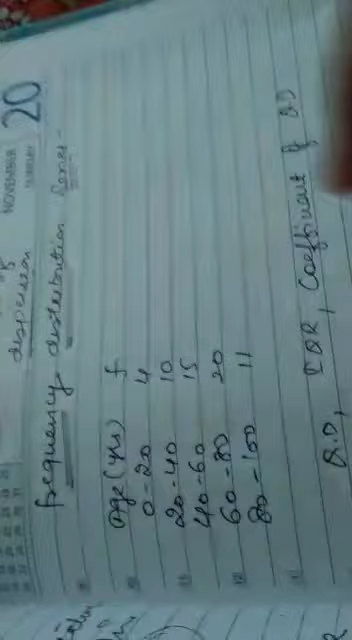 NOVEMBER
20
dispersion
frequency distribution Series -
Age (yrs) f
0-20 4
20-40 10
40-60 15
60-80 20
80-100 11
Q.D, IQR, Coefficient of Q.D